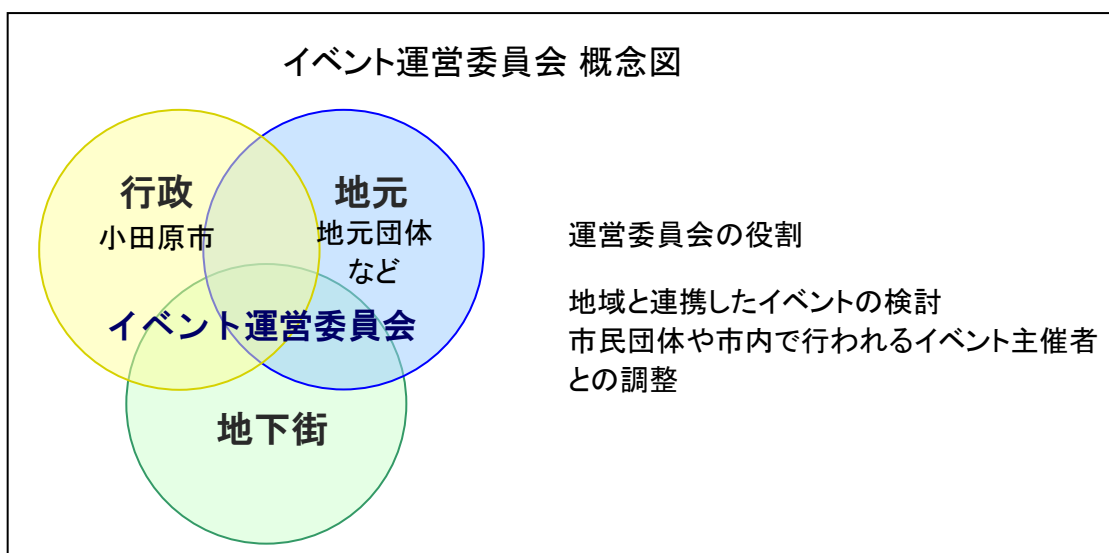 イベント運営委員会 概念図
行政
小田原市
地元
地元団体
など
イベント運営委員会
地下街
運営委員会の役割
地域と連携したイベントの検討
市民団体や市内で行われるイベント主催者
との調整